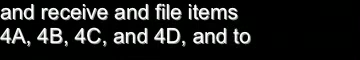 and receive and file items
4A, 4B, 4C, and 4D, and to